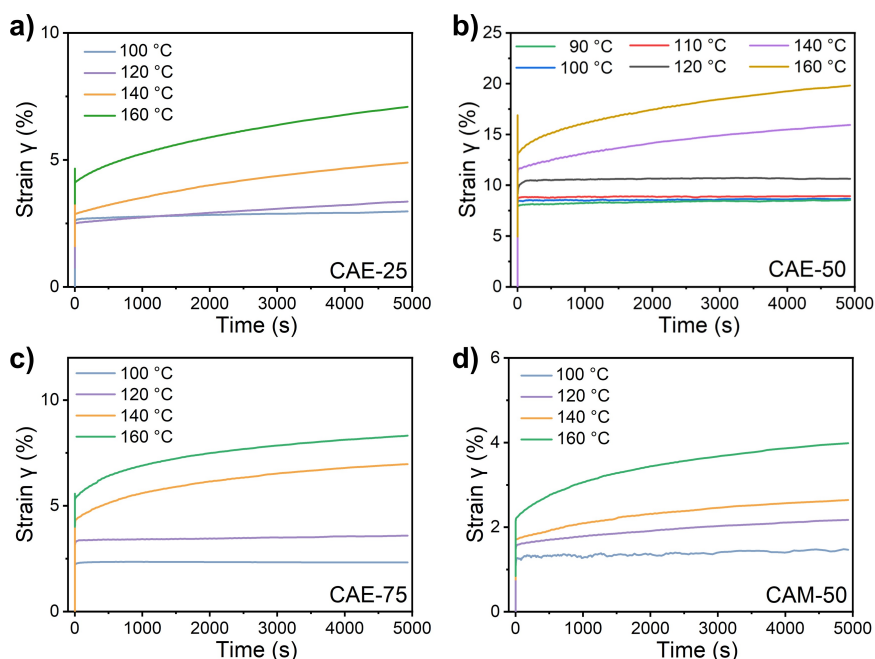 a)
10
5
0
Strain γ (%)
100 °C
120 °C
140 °C
160 °C
CAE-25
0 1000 2000 3000 4000 5000
Time (s)
b)
25
20
15
10
5
0
Strain γ (%)
90 °C 110 °C 140 °C
100 °C 120 °C 160 °C
CAE-50
0 1000 2000 3000 4000 5000
Time (s)
c)
10
5
0
Strain γ (%)
100 °C
120 °C
140 °C
160 °C
CAE-75
0 1000 2000 3000 4000 5000
Time (s)
d)
6
4
2
0
Strain γ (%)
100 °C
120 °C
140 °C
160 °C
CAM-50
0 1000 2000 3000 4000 5000
Time (s)